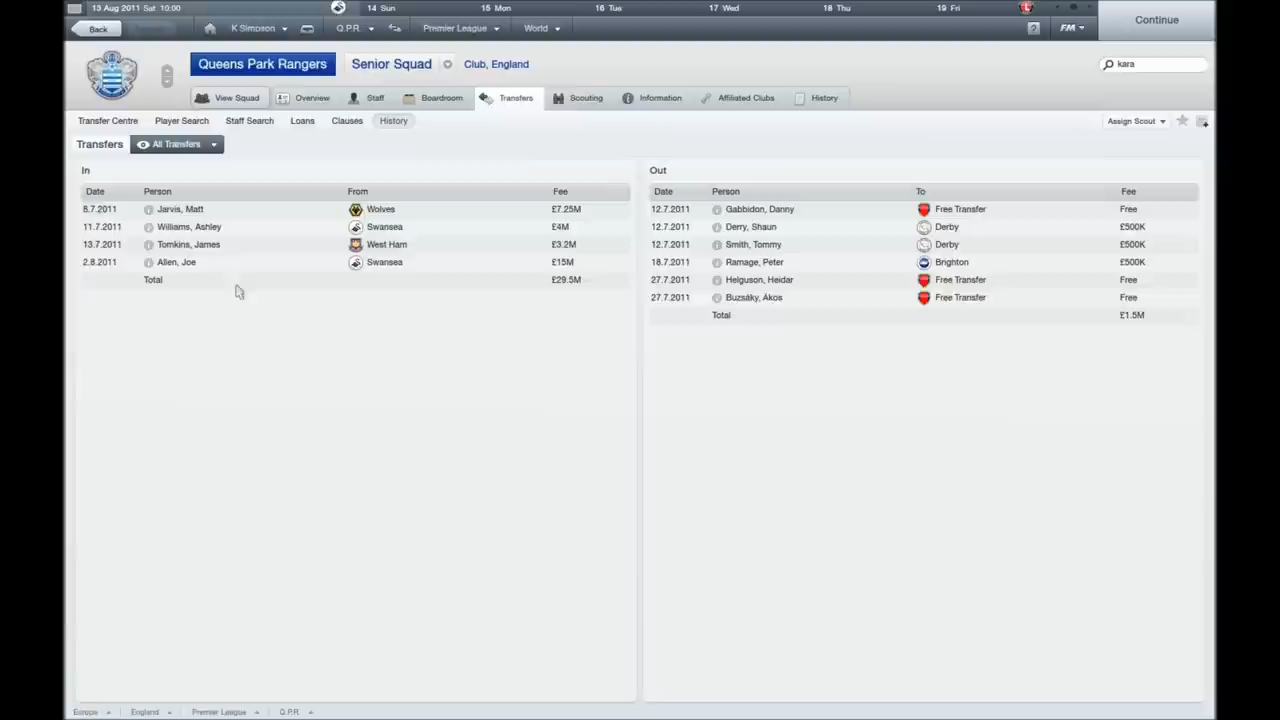 13 Aug 2011 Sat 10:00 14 Sun 15 Mon 16 Tue 17 Wed 18 Thu 19 Fri Continue
Back K Simpson Q.P.R. Premier League World ? FM
Queens Park Rangers Senior Squad Club, England kara
View Squad Overview Staff Boardroom Transfers Scouting Information Affiliated Clubs History
Transfer Centre Player Search Staff Search Loans Clauses History Assign Scout
Transfers All Transfers
In
Date Person From Fee
8.7.2011 Jarvis, Matt Wolves £7.25M
11.7.2011 Williams, Ashley Swansea £4M
13.7.2011 Tomkins, James West Ham £3.2M
2.8.2011 Allen, Joe Swansea £15M
Total £29.5M
Out
Date Person To Fee
12.7.2011 Gabbidon, Danny Free Transfer Free
12.7.2011 Derry, Shaun Derby £500K
12.7.2011 Smith, Tommy Derby £500K
18.7.2011 Ramage, Peter Brighton £500K
27.7.2011 Helguson, Heidar Free Transfer Free
27.7.2011 Buzsáky, Ákos Free Transfer Free
Total £1.5M
Europe England Premier League Q.P.R.